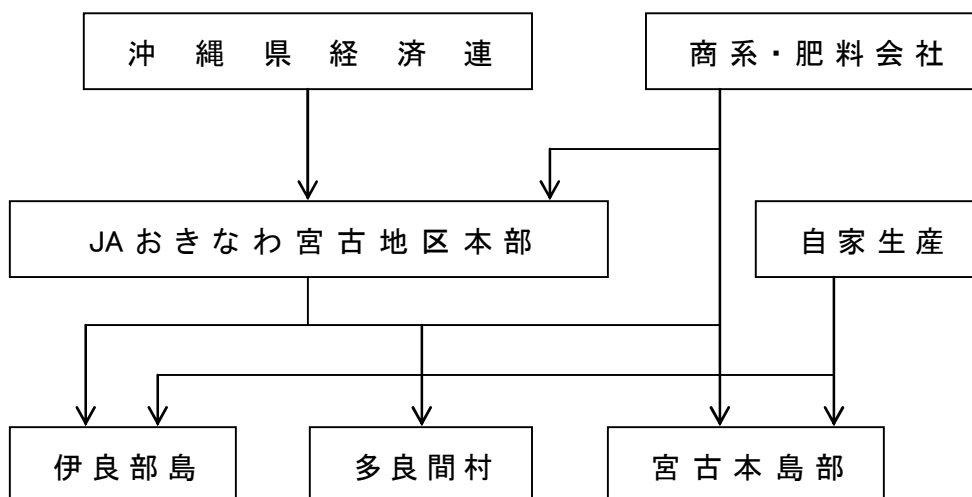 沖縄県経済連
商系・肥料会社
JAおきなわ宮古地区本部
自家生産
伊良部島
多良間村
宮古本島部